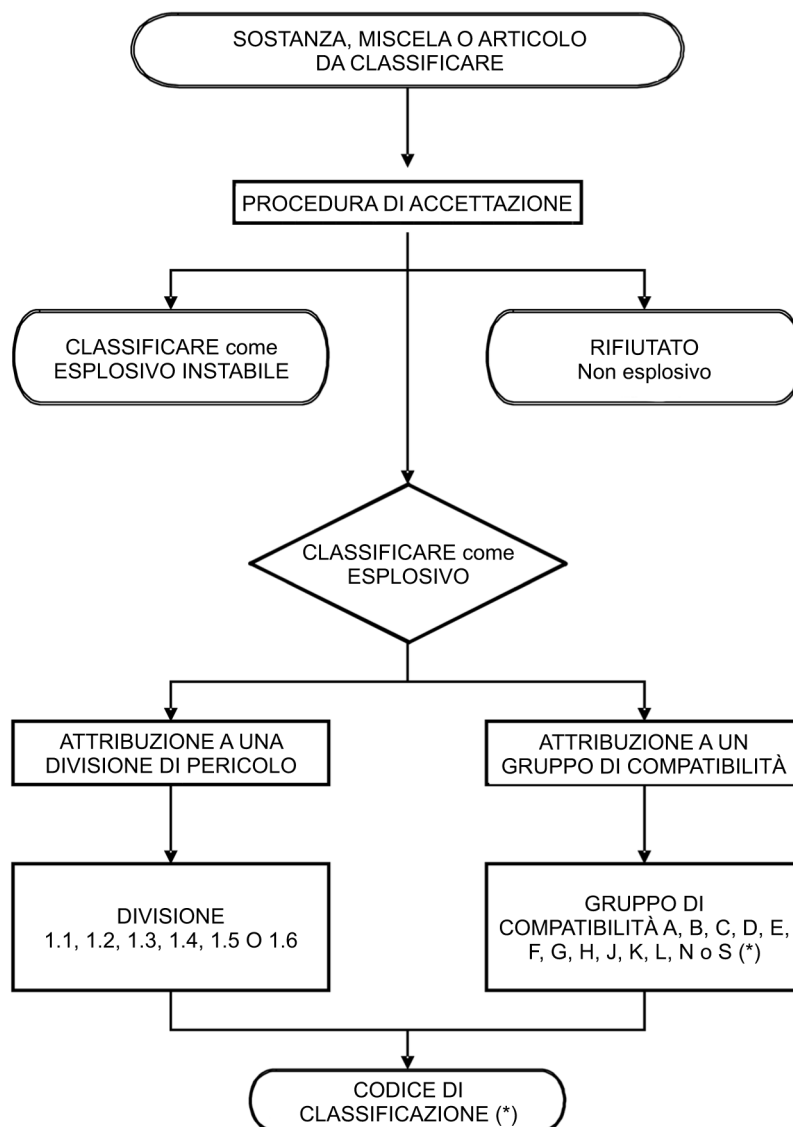 SOSTANZA, MISCELA O ARTICOLO
DA CLASSIFICARE
PROCEDURA DI ACCETTAZIONE
CLASSIFICARE come
ESPLOSIVO INSTABILE
RIFIUTATO
Non esplosivo
CLASSIFICARE come
ESPLOSIVO
ATTRIBUZIONE A UNA
DIVISIONE DI PERICOLO
ATTRIBUZIONE A UN
GRUPPO DI COMPATIBILITÀ
DIVISIONE
1.1, 1.2, 1.3, 1.4, 1.5 O 1.6
GRUPPO DI
COMPATIBILITÀ A, B, C, D, E,
F, G, H, J, K, L, N o S (*)
CODICE DI
CLASSIFICAZIONE (*)